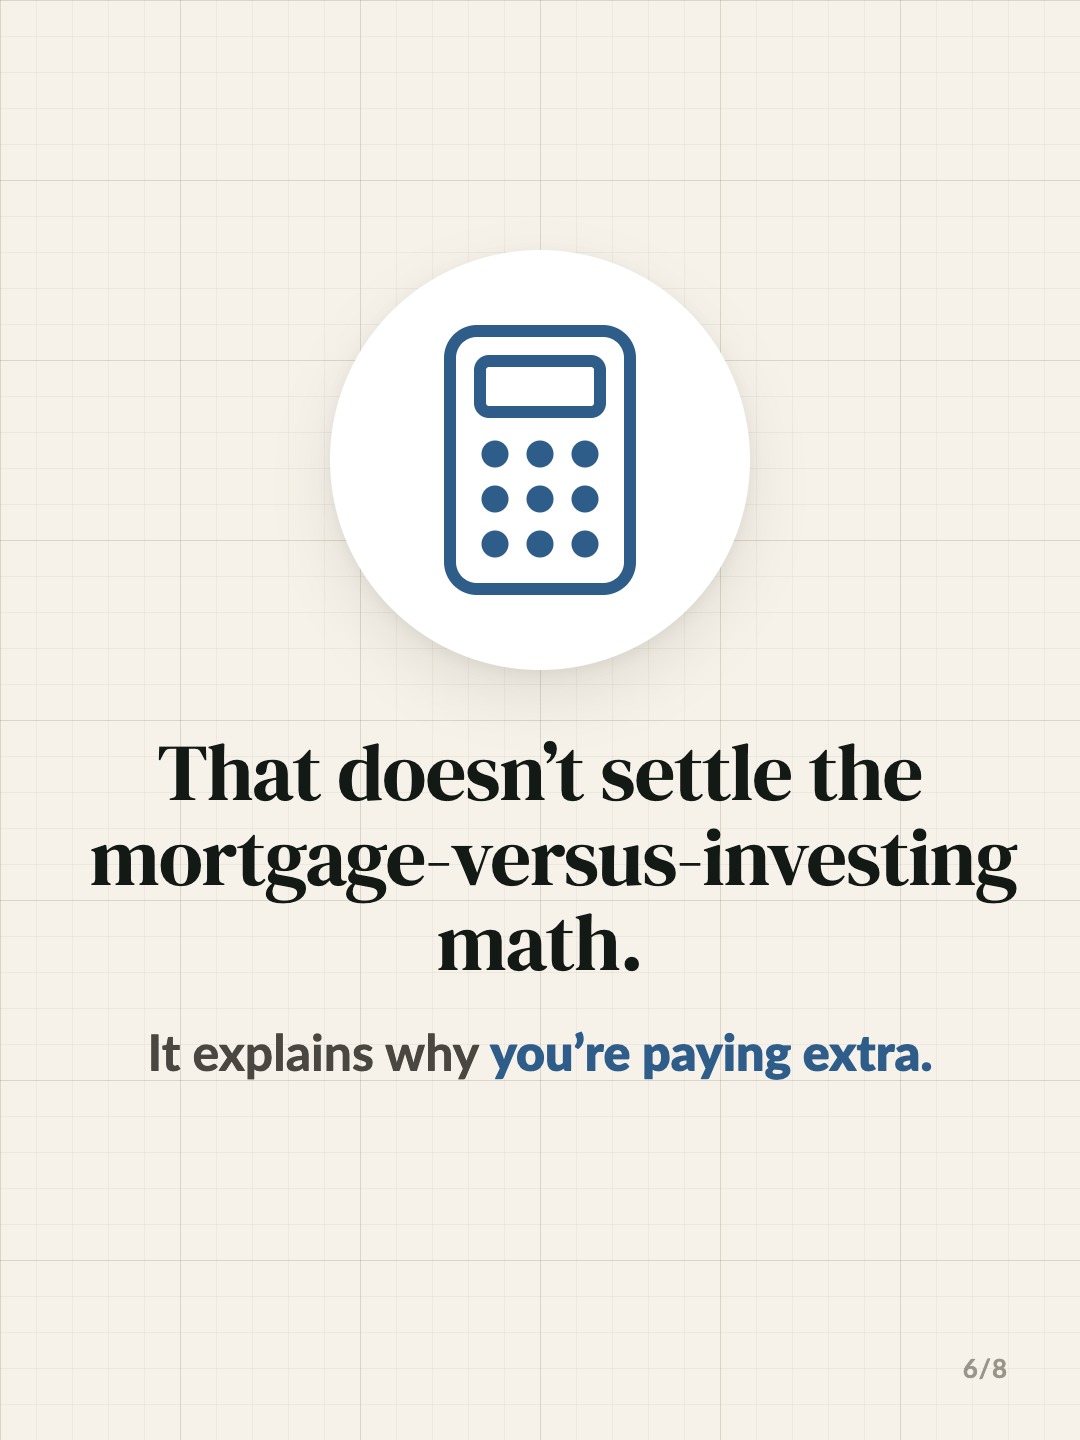 That doesn’t settle the
mortgage-versus-investing
math.
It explains why you’re paying extra.
6/8